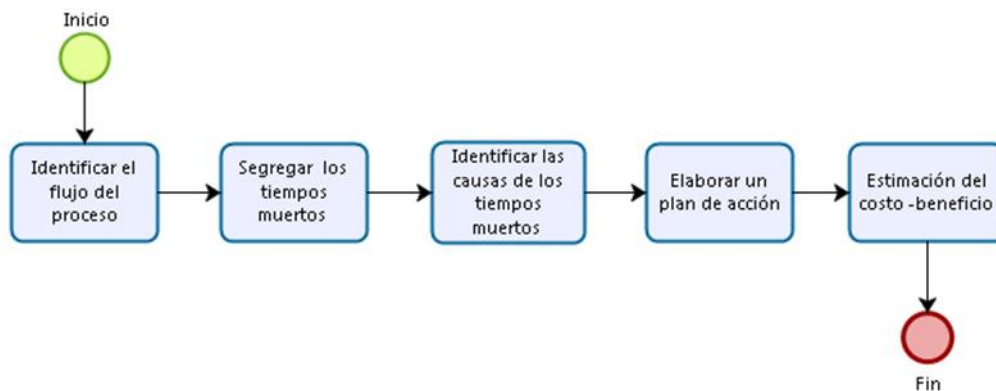 Inicio
Identificar el
flujo del
proceso
Segregar los
tiempos
muertos
Identificar las
causas de los
tiempos
muertos
Elaborar un
plan de acción
Estimación del
costo -beneficio
Fin